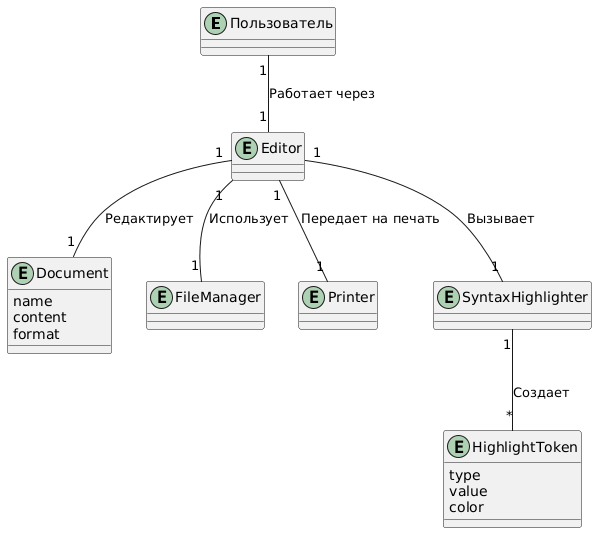 E Пользователь
1
Работает через
1
E Editor
1
1
1
1
Редактирует
Использует
Передает на печать
Вызывает
1
1
1
1
E Document
name
content
format
E FileManager
E Printer
E SyntaxHighlighter
1
Создает
*
E HighlightToken
type
value
color